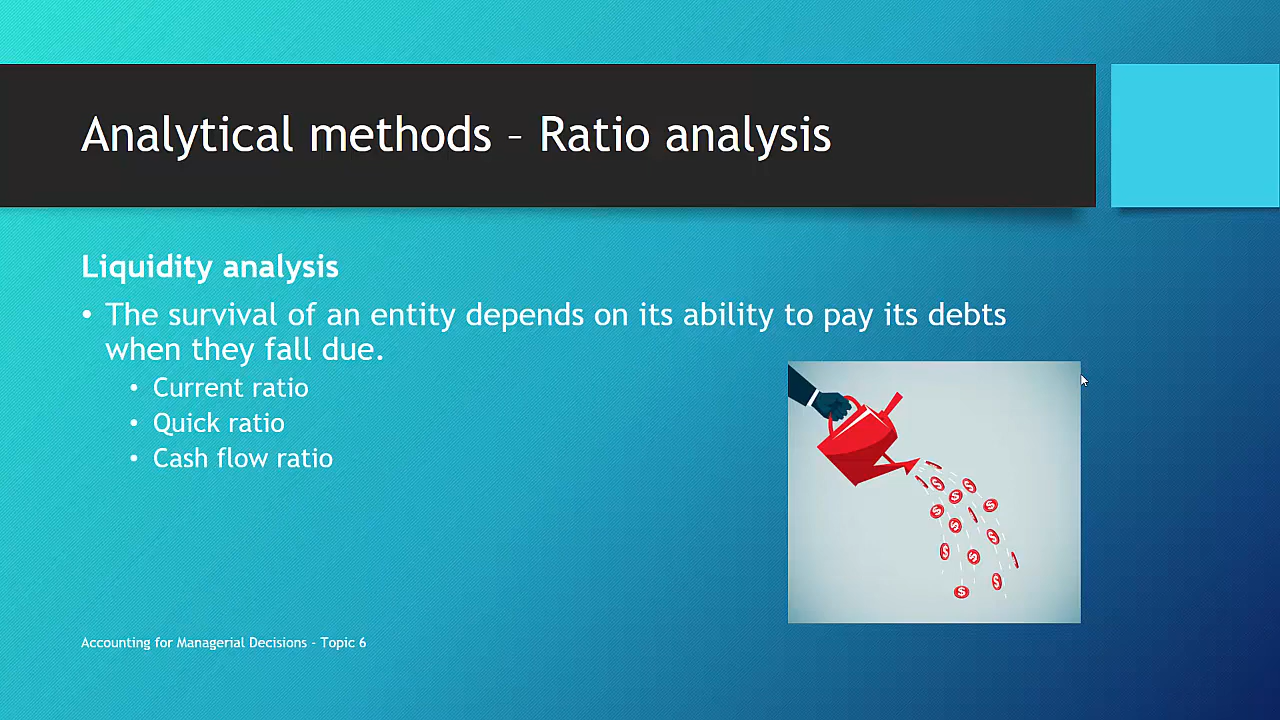 Analytical methods – Ratio analysis
Liquidity analysis
• The survival of an entity depends on its ability to pay its debts
when they fall due.
• Current ratio
• Quick ratio
• Cash flow ratio
Accounting for Managerial Decisions - Topic 6